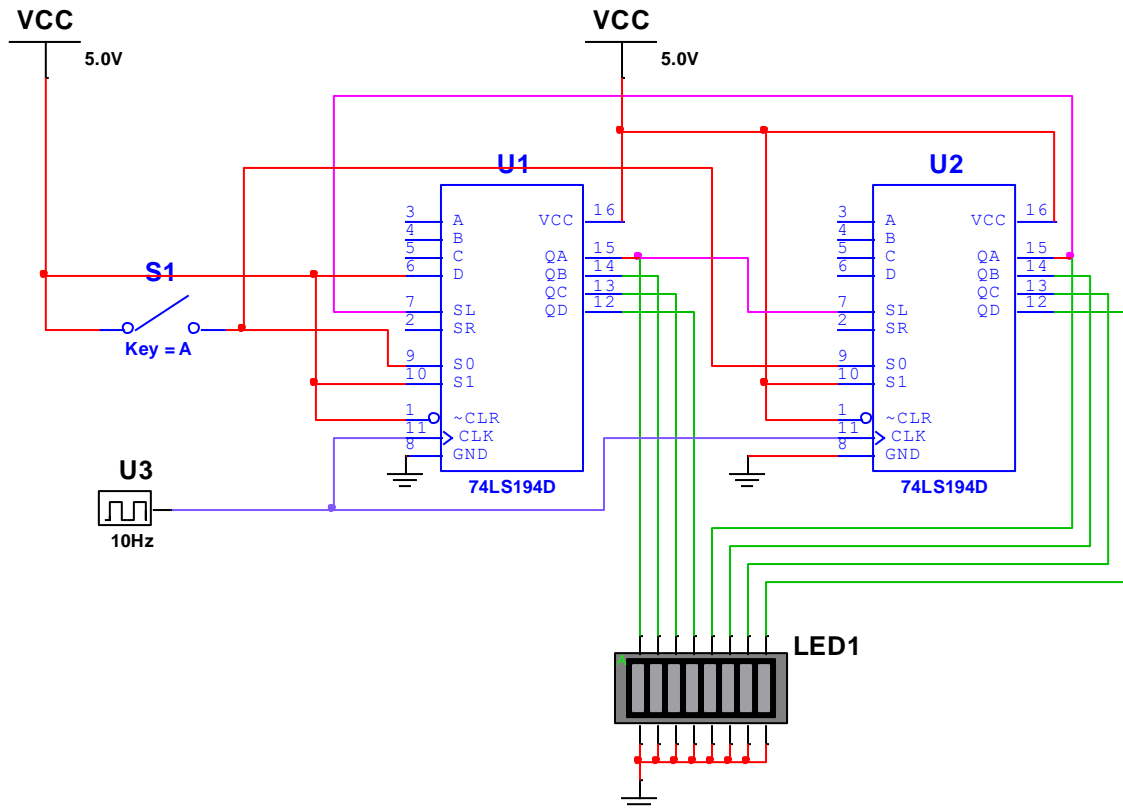 VCC
5.0V
VCC
5.0V
U1
3 A
4 B
5 C
6 D
7 SL
2 SR
9 S0
10 S1
1 ~CLR
11 CLK
8 GND
VCC 16
QA 15
QB 14
QC 13
QD 12
74LS194D
U2
3 A
4 B
5 C
6 D
7 SL
2 SR
9 S0
10 S1
1 ~CLR
11 CLK
8 GND
VCC 16
QA 15
QB 14
QC 13
QD 12
74LS194D
S1
Key = A
U3
10Hz
LED1
A